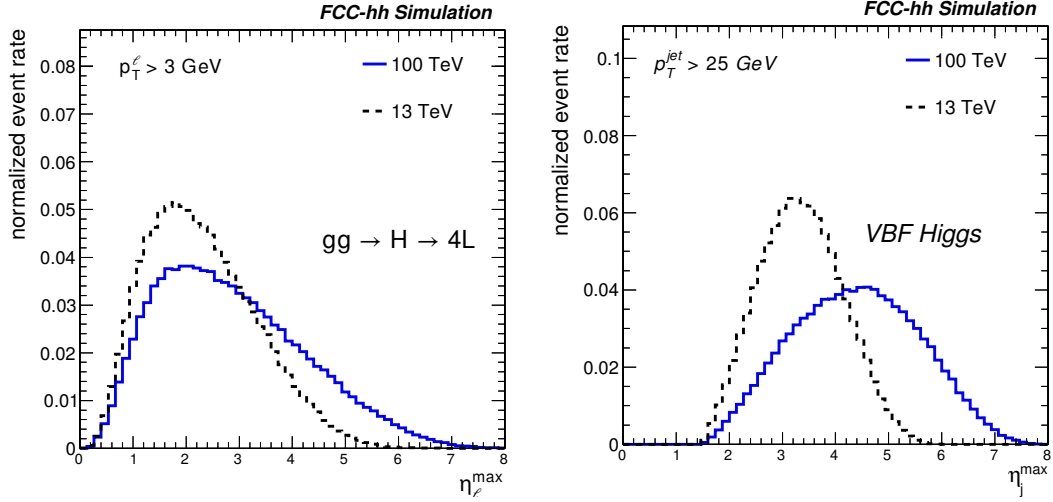 FCC-hh Simulation
normalized event rate
p_T^ℓ > 3 GeV
100 TeV
13 TeV
gg → H → 4L
0.08
0.07
0.06
0.05
0.04
0.03
0.02
0.01
0
0 1 2 3 4 5 6 7 8
η_ℓ^max
FCC-hh Simulation
normalized event rate
p_T^jet > 25 GeV
100 TeV
13 TeV
VBF Higgs
0.1
0.08
0.06
0.04
0.02
0
0 1 2 3 4 5 6 7 8
η_j^max